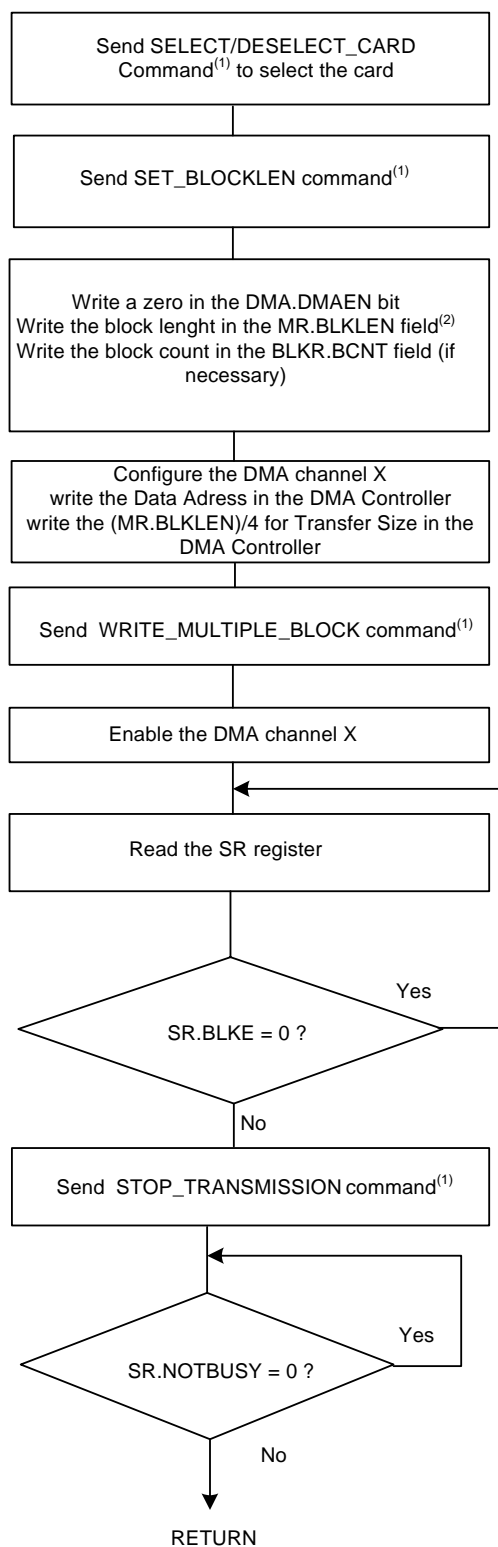 Send SELECT/DESELECT_CARD
Command(1) to select the card
Send SET_BLOCKLEN command(1)
Write a zero in the DMA.DMAEN bit
Write the block lenght in the MR.BLKLEN field(2)
Write the block count in the BLKR.BCNT field (if
necessary)
Configure the DMA channel X
write the Data Adress in the DMA Controller
write the (MR.BLKLEN)/4 for Transfer Size in the
DMA Controller
Send WRITE_MULTIPLE_BLOCK command(1)
Enable the DMA channel X
Read the SR register
Yes
SR.BLKE = 0 ?
No
Send STOP_TRANSMISSION command(1)
Yes
SR.NOTBUSY = 0 ?
No
RETURN